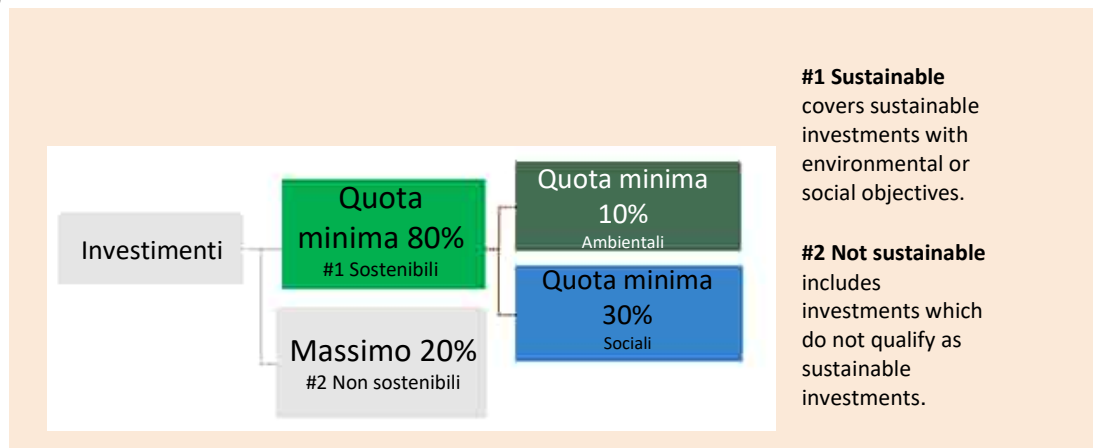 Investimenti
Quota
minima 80%
#1 Sostenibili
Massimo 20%
#2 Non sostenibili
Quota minima
10%
Ambientali
Quota minima
30%
Sociali
#1 Sustainable
covers sustainable
investments with
environmental or
social objectives.
#2 Not sustainable
includes
investments which
do not qualify as
sustainable
investments.